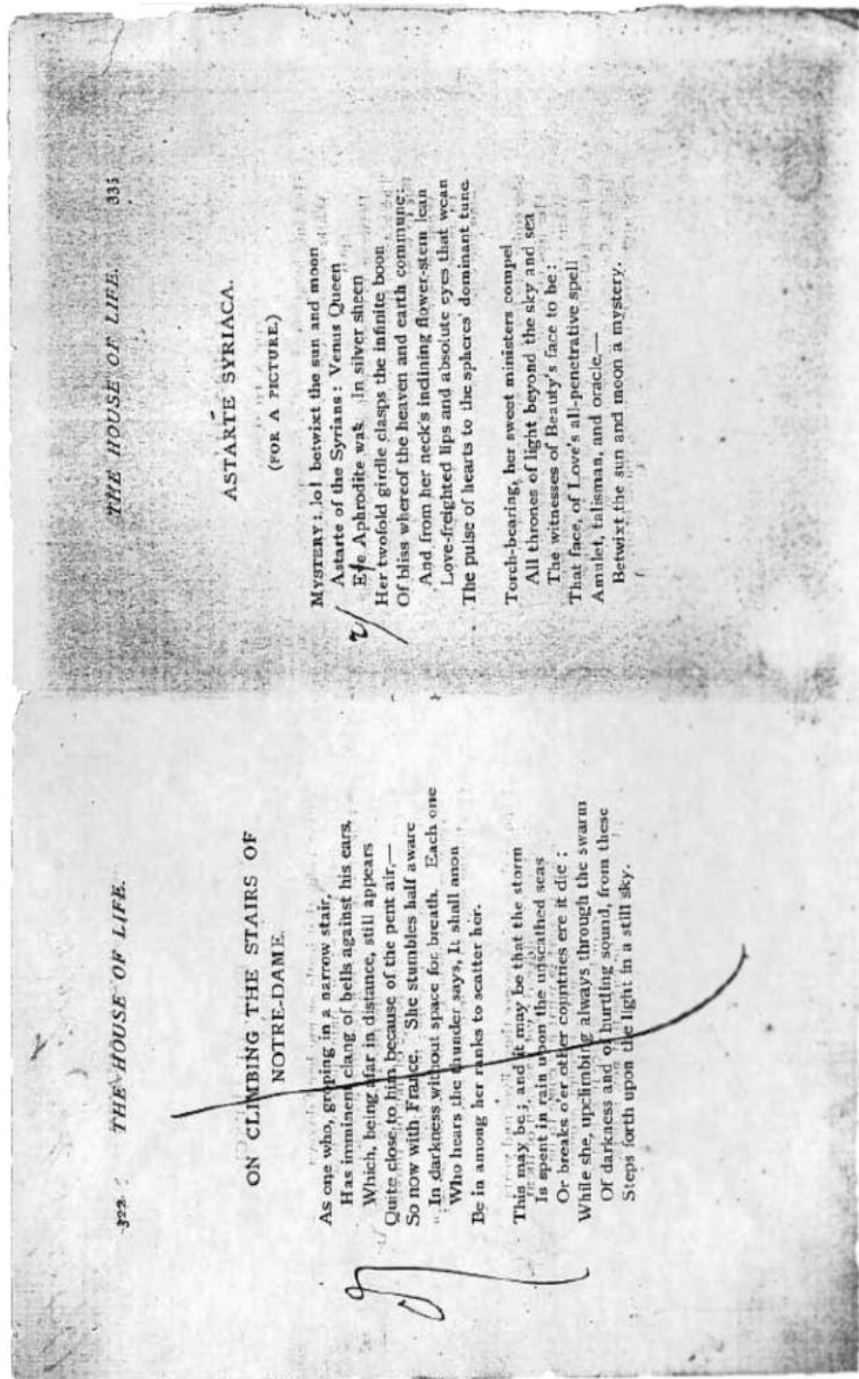 322
THE HOUSE OF LIFE.
ON CLIMBING THE STAIRS OF
NOTRE-DAME.
As one who, groping in a narrow stair,
Has imminent clang of bells against his ears,
Which, being afar in distance, still appears
Quite close to him because of the pent air,—
So now with France. She stumbles half aware
In darkness without space for breath. Each one
Who hears the thunder says, It shall anon
Be in among her ranks to scatter her.
This may be; and it may be that the storm
Is spent in rain upon the unscathed seas
Or breaks o'er other countries ere it die:
While she, upclimbing always through the swarm
Of darkness and of hurtling sound, from these
Steps forth upon the light in a still sky.
THE HOUSE OF LIFE.
ASTARTE SYRIACA.
(FOR A PICTURE.)
MYSTERY: lo! betwixt the sun and moon
Astarte of the Syrians: Venus Queen
Aphrodite was. In silver sheen
Her twofold girdle clasps the infinite boon
Of bliss whereof the heaven and earth commune:
And from her neck's inclining flower-stem lean
Love-freighted lips and absolute eyes that wean
The pulse of hearts to the spheres' dominant tune.
Torch-bearing, her sweet ministers compel
All thrones of light beyond the sky and sea
The witnesses of Beauty's face to be:
That face, of Love's all-penetrative spell
Amulet, talisman, and oracle,—
Betwixt the sun and moon a mystery.